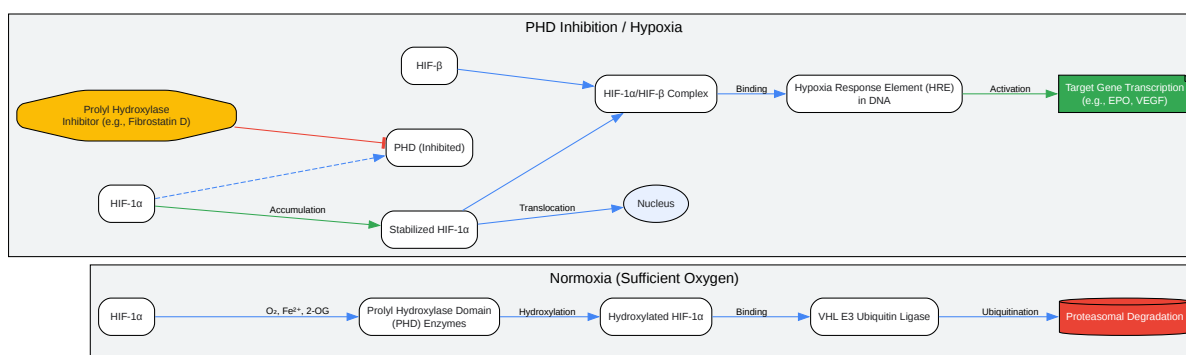 PHD Inhibition / Hypoxia
HIF-β
Prolyl Hydroxylase
Inhibitor (e.g., Fibrostatin D)
PHD (Inhibited)
HIF-1α
Accumulation
Stabilized HIF-1α
Translocation
Nucleus
HIF-1α/HIF-β Complex
Binding
Hypoxia Response Element (HRE)
in DNA
Activation
Target Gene Transcription
(e.g., EPO, VEGF)
Normoxia (Sufficient Oxygen)
HIF-1α
O₂, Fe²⁺, 2-OG
Prolyl Hydroxylase Domain
(PHD) Enzymes
Hydroxylation
Hydroxylated HIF-1α
Binding
VHL E3 Ubiquitin Ligase
Ubiquitination
Proteasomal Degradation